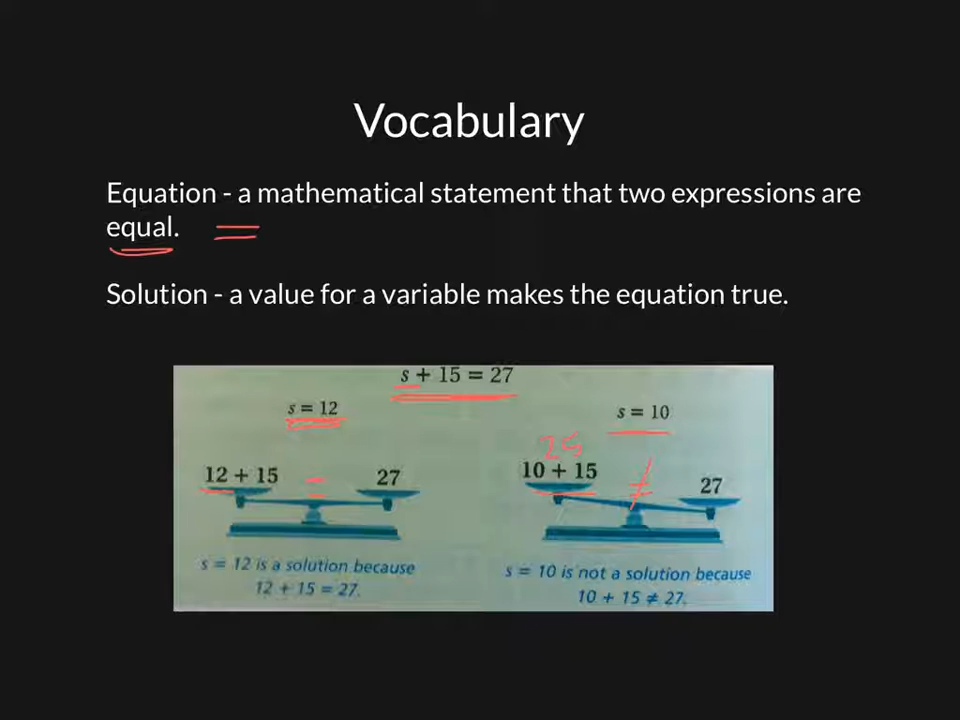 Vocabulary
Equation - a mathematical statement that two expressions are
equal. =
Solution - a value for a variable makes the equation true.
s + 15 = 27
s = 12
s = 10
25
12 + 15 = 27
10 + 15 ≠ 27
s = 12 is a solution because
12 + 15 = 27.
s = 10 is not a solution because
10 + 15 ≠ 27.